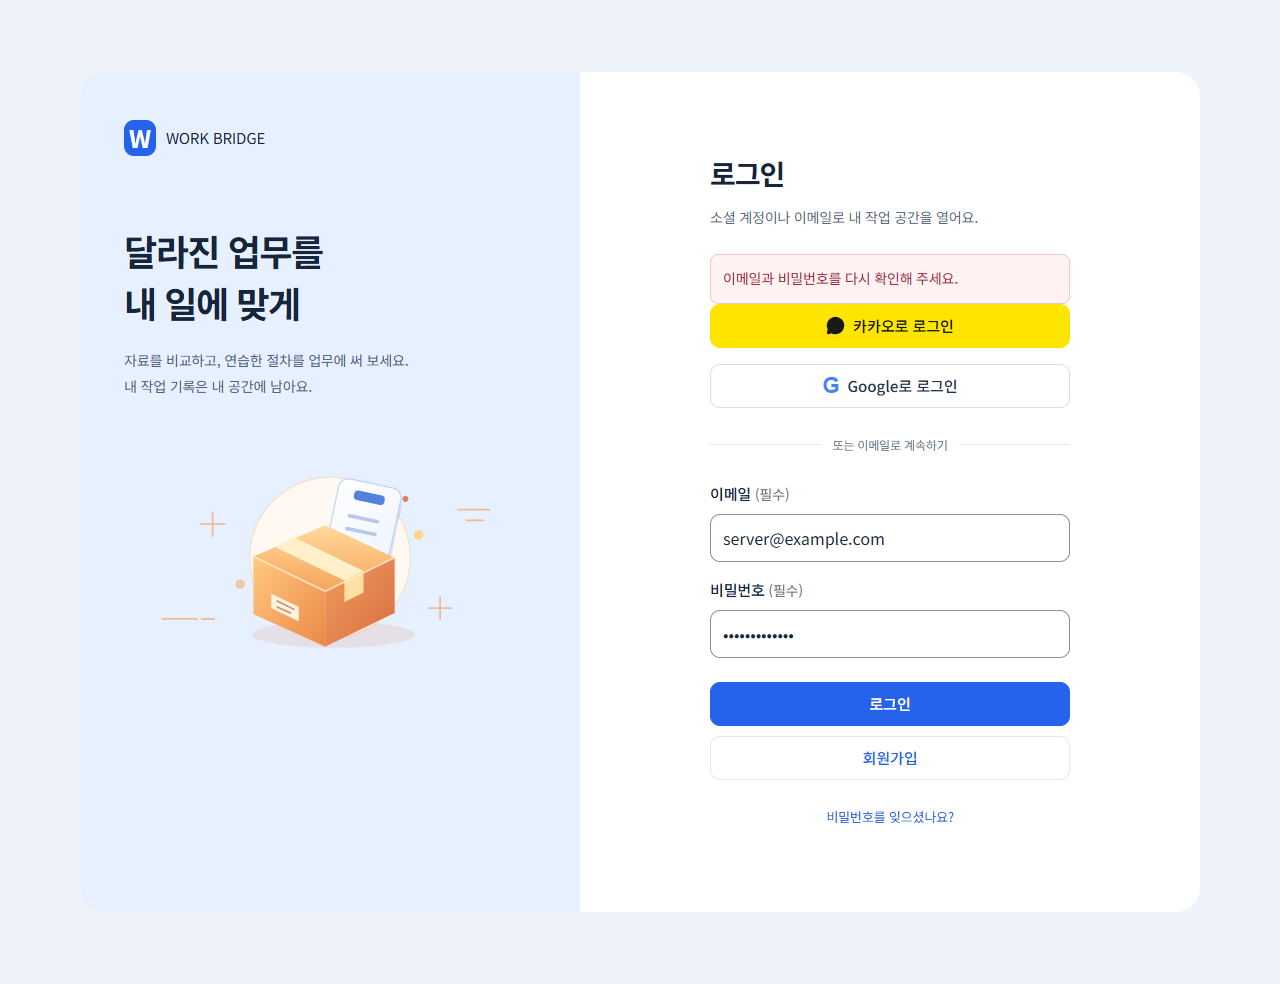 W WORK BRIDGE
달라진 업무를
내 일에 맞게
자료를 비교하고, 연습한 절차를 업무에 써 보세요.
내 작업 기록은 내 공간에 남아요.
로그인
소셜 계정이나 이메일로 내 작업 공간을 열어요.
이메일과 비밀번호를 다시 확인해 주세요.
카카오로 로그인
G Google로 로그인
또는 이메일로 계속하기
이메일 (필수)
server@example.com
비밀번호 (필수)
•••••••••••••
로그인
회원가입
비밀번호를 잊으셨나요?